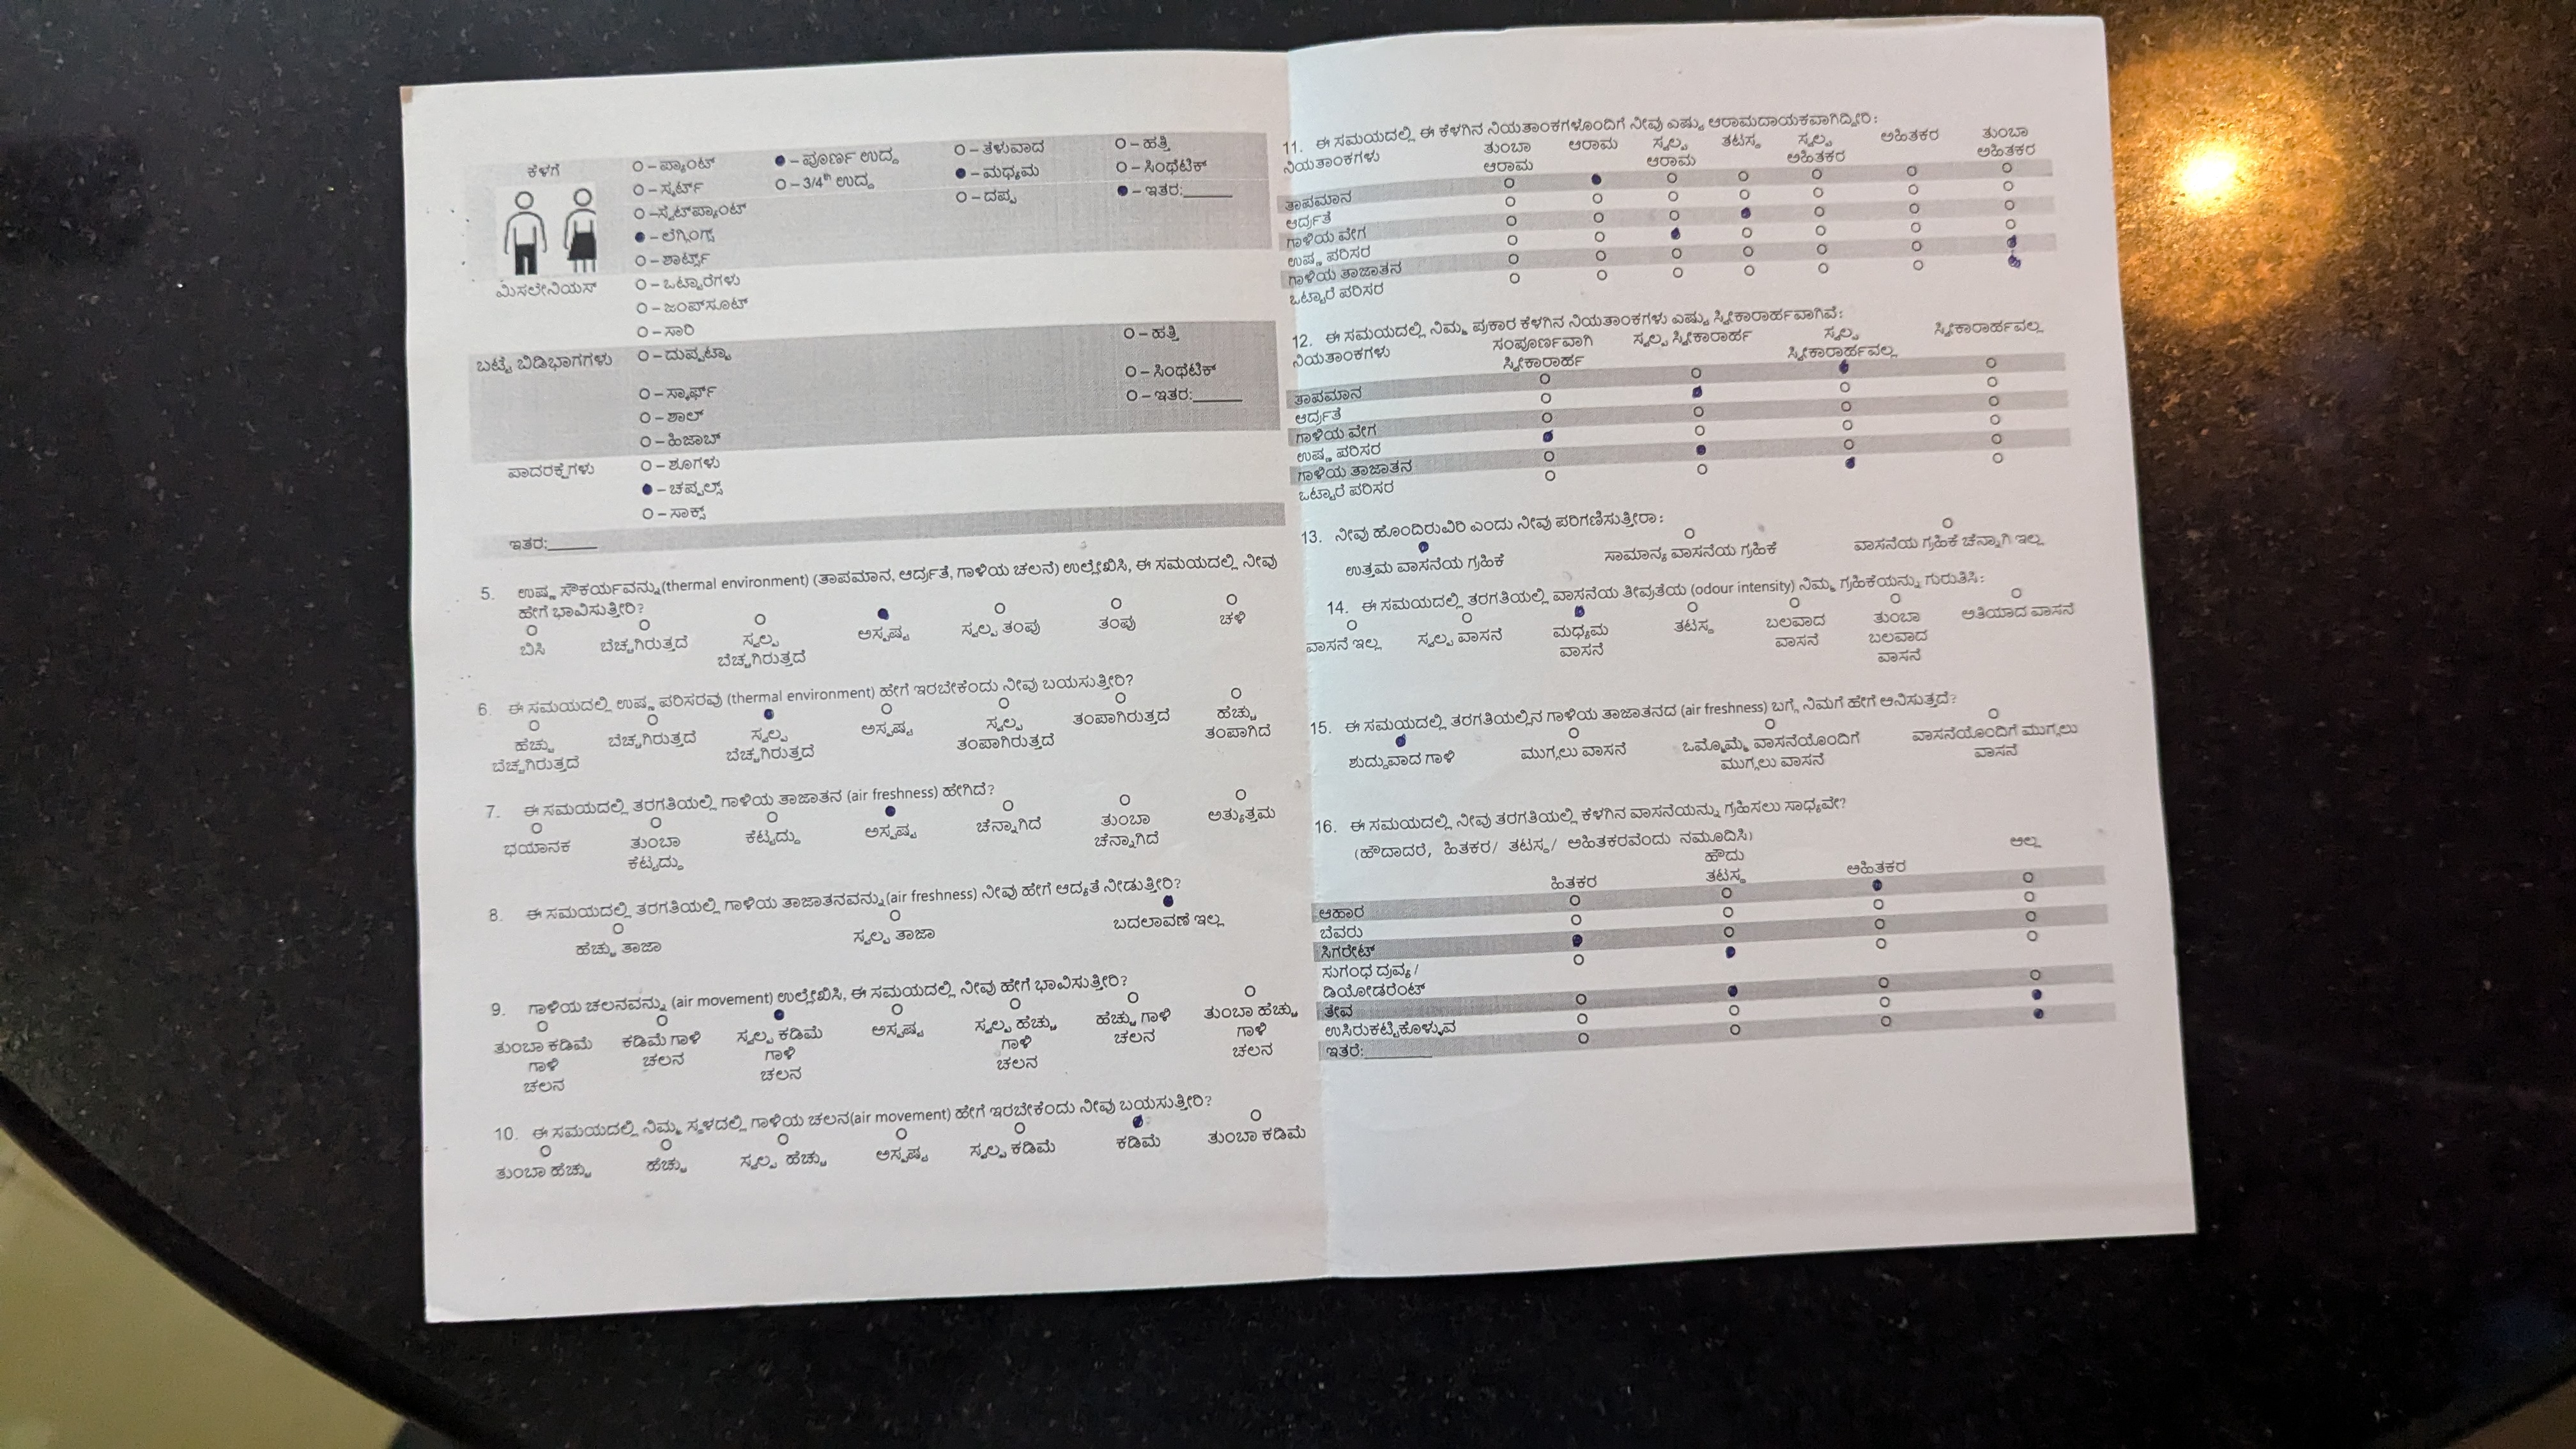 ಕೆಳಗೆ O – ಪ್ಯಾಂಟ್ ● – ಪೂರ್ಣ ಉದ್ದ O – ತೆಳುವಾದ O – ಹತ್ತಿ
O – ಸ್ಕರ್ಟ್ O – 3/4th ಉದ್ದ ● – ಮಧ್ಯಮ O – ಸಿಂಥೆಟಿಕ್
O –ಸ್ವೆಟ್‌ಪ್ಯಾಂಟ್ O – ದಪ್ಪ ● – ಇತರ:______
● – ಲೆಗ್ಗಿಂಗ್ಸ್
O – ಶಾರ್ಟ್ಸ್
ಮಿಸಲೇನಿಯಸ್ O – ಒಟ್ಟಾರೆಗಳು
O – ಜಂಪ್‌ಸೂಟ್
O – ಸಾರಿ
ಬಟ್ಟೆ ಬಿಡಿಭಾಗಗಳು O – ದುಪ್ಪಟ್ಟಾ O – ಹತ್ತಿ
O – ಸ್ಕಾರ್ಫ್ O – ಸಿಂಥೆಟಿಕ್
O – ಶಾಲ್ O – ಇತರ:______
O – ಹಿಜಾಬ್
ಪಾದರಕ್ಷೆಗಳು O – ಶೂಗಳು
● – ಚಪ್ಪಲ್ಸ್
O – ಸಾಕ್ಸ್
ಇತರ:______
5. ಉಷ್ಣ ಸೌಕರ್ಯವನ್ನು(thermal environment) (ತಾಪಮಾನ, ಆರ್ದ್ರತೆ, ಗಾಳಿಯ ಚಲನೆ) ಉಲ್ಲೇಖಿಸಿ, ಈ ಸಮಯದಲ್ಲಿ ನೀವು
ಹೇಗೆ ಭಾವಿಸುತ್ತೀರಿ?
ಬಿಸಿ ಬೆಚ್ಚಗಿರುತ್ತದೆ ಸ್ವಲ್ಪ ಅಸ್ಪಷ್ಟ ಸ್ವಲ್ಪ ತಂಪು ತಂಪು ಚಳಿ
ಬೆಚ್ಚಗಿರುತ್ತದೆ
6. ಈ ಸಮಯದಲ್ಲಿ ಉಷ್ಣ ಪರಿಸರವು (thermal environment) ಹೇಗೆ ಇರಬೇಕೆಂದು ನೀವು ಬಯಸುತ್ತೀರಿ?
ಹೆಚ್ಚು ಬೆಚ್ಚಗಿರುತ್ತದೆ ಸ್ವಲ್ಪ ಅಸ್ಪಷ್ಟ ಸ್ವಲ್ಪ ತಂಪಾಗಿರುತ್ತದೆ ಹೆಚ್ಚು
ಬೆಚ್ಚಗಿರುತ್ತದೆ ಬೆಚ್ಚಗಿರುತ್ತದೆ ತಂಪಾಗಿರುತ್ತದೆ ತಂಪಾಗಿದೆ
7. ಈ ಸಮಯದಲ್ಲಿ ತರಗತಿಯಲ್ಲಿ ಗಾಳಿಯ ತಾಜಾತನ (air freshness) ಹೇಗಿದೆ?
ಭಯಾನಕ ತುಂಬಾ ಕೆಟ್ಟದ್ದು ಅಸ್ಪಷ್ಟ ಚೆನ್ನಾಗಿದೆ ತುಂಬಾ ಅತ್ಯುತ್ತಮ
ಕೆಟ್ಟದ್ದು ಚೆನ್ನಾಗಿದೆ
8. ಈ ಸಮಯದಲ್ಲಿ ತರಗತಿಯಲ್ಲಿ ಗಾಳಿಯ ತಾಜಾತನವನ್ನು(air freshness) ನೀವು ಹೇಗೆ ಆದ್ಯತೆ ನೀಡುತ್ತೀರಿ?
ಹೆಚ್ಚು ತಾಜಾ ಸ್ವಲ್ಪ ತಾಜಾ ಬದಲಾವಣೆ ಇಲ್ಲ
9. ಗಾಳಿಯ ಚಲನವನ್ನು (air movement) ಉಲ್ಲೇಖಿಸಿ, ಈ ಸಮಯದಲ್ಲಿ ನೀವು ಹೇಗೆ ಭಾವಿಸುತ್ತೀರಿ?
ತುಂಬಾ ಕಡಿಮೆ ಕಡಿಮೆ ಗಾಳಿ ಸ್ವಲ್ಪ ಕಡಿಮೆ ಅಸ್ಪಷ್ಟ ಸ್ವಲ್ಪ ಹೆಚ್ಚು ಹೆಚ್ಚು ಗಾಳಿ ತುಂಬಾ ಹೆಚ್ಚು
ಗಾಳಿ ಚಲನ ಗಾಳಿ ಗಾಳಿ ಚಲನ ಗಾಳಿ
ಚಲನ ಚಲನ ಚಲನ ಚಲನ
10. ಈ ಸಮಯದಲ್ಲಿ ನಿಮ್ಮ ಸ್ಥಳದಲ್ಲಿ ಗಾಳಿಯ ಚಲನ(air movement) ಹೇಗೆ ಇರಬೇಕೆಂದು ನೀವು ಬಯಸುತ್ತೀರಿ?
ತುಂಬಾ ಹೆಚ್ಚು ಹೆಚ್ಚು ಸ್ವಲ್ಪ ಹೆಚ್ಚು ಅಸ್ಪಷ್ಟ ಸ್ವಲ್ಪ ಕಡಿಮೆ ಕಡಿಮೆ ತುಂಬಾ ಕಡಿಮೆ
11. ಈ ಸಮಯದಲ್ಲಿ ಈ ಕೆಳಗಿನ ನಿಯತಾಂಕಗಳೊಂದಿಗೆ ನೀವು ಎಷ್ಟು ಆರಾಮದಾಯಕವಾಗಿದ್ದೀರಿ:
ನಿಯತಾಂಕಗಳು ತುಂಬಾ ಆರಾಮ ಸ್ವಲ್ಪ ತಟಸ್ಥ ಸ್ವಲ್ಪ ಅಹಿತಕರ ತುಂಬಾ
ಆರಾಮ ಆರಾಮ ಅಹಿತಕರ ಅಹಿತಕರ
ತಾಪಮಾನ
ಆರ್ದ್ರತೆ
ಗಾಳಿಯ ವೇಗ
ಉಷ್ಣ ಪರಿಸರ
ಗಾಳಿಯ ತಾಜಾತನ
ಒಟ್ಟಾರೆ ಪರಿಸರ
12. ಈ ಸಮಯದಲ್ಲಿ ನಿಮ್ಮ ಪ್ರಕಾರ ಕೆಳಗಿನ ನಿಯತಾಂಕಗಳು ಎಷ್ಟು ಸ್ವೀಕಾರಾರ್ಹವಾಗಿವೆ:
ನಿಯತಾಂಕಗಳು ಸಂಪೂರ್ಣವಾಗಿ ಸ್ವಲ್ಪ ಸ್ವೀಕಾರಾರ್ಹ ಸ್ವಲ್ಪ ಸ್ವೀಕಾರಾರ್ಹವಲ್ಲ
ಸ್ವೀಕಾರಾರ್ಹ ಸ್ವೀಕಾರಾರ್ಹವಲ್ಲ
ತಾಪಮಾನ
ಆರ್ದ್ರತೆ
ಗಾಳಿಯ ವೇಗ
ಉಷ್ಣ ಪರಿಸರ
ಗಾಳಿಯ ತಾಜಾತನ
ಒಟ್ಟಾರೆ ಪರಿಸರ
13. ನೀವು ಹೊಂದಿರುವಿರಿ ಎಂದು ನೀವು ಪರಿಗಣಿಸುತ್ತೀರಾ:
ಉತ್ತಮ ವಾಸನೆಯ ಗ್ರಹಿಕೆ ಸಾಮಾನ್ಯ ವಾಸನೆಯ ಗ್ರಹಿಕೆ ವಾಸನೆಯ ಗ್ರಹಿಕೆ ಚೆನ್ನಾಗಿ ಇಲ್ಲ
14. ಈ ಸಮಯದಲ್ಲಿ ತರಗತಿಯಲ್ಲಿ ವಾಸನೆಯ ತೀವ್ರತೆಯ (odour intensity) ನಿಮ್ಮ ಗ್ರಹಿಕೆಯನ್ನು ಗುರುತಿಸಿ:
ವಾಸನೆ ಇಲ್ಲ ಸ್ವಲ್ಪ ವಾಸನೆ ಮಧ್ಯಮ ತಟಸ್ಥ ಬಲವಾದ ತುಂಬಾ ಅತಿಯಾದ ವಾಸನೆ
ವಾಸನೆ ವಾಸನೆ ಬಲವಾದ
ವಾಸನೆ
15. ಈ ಸಮಯದಲ್ಲಿ ತರಗತಿಯಲ್ಲಿನ ಗಾಳಿಯ ತಾಜಾತನದ (air freshness) ಬಗ್ಗೆ ನಿಮಗೆ ಹೇಗೆ ಅನಿಸುತ್ತದೆ?
ಶುದ್ಧವಾದ ಗಾಳಿ ಮುಗ್ಗಲು ವಾಸನೆ ಒಮ್ಮೊಮ್ಮೆ ವಾಸನೆಯೊಂದಿಗೆ ವಾಸನೆಯೊಂದಿಗೆ ಮುಗ್ಗಲು
ಮುಗ್ಗಲು ವಾಸನೆ ವಾಸನೆ
16. ಈ ಸಮಯದಲ್ಲಿ ನೀವು ತರಗತಿಯಲ್ಲಿ ಕೆಳಗಿನ ವಾಸನೆಯನ್ನು ಗ್ರಹಿಸಲು ಸಾಧ್ಯವೇ?
(ಹೌದಾದರೆ, ಹಿತಕರ/ ತಟಸ್ಥ/ ಅಹಿತಕರವೆಂದು ನಮೂದಿಸಿ)
ಹೌದು ಅಲ್ಲ
ಹಿತಕರ ತಟಸ್ಥ ಅಹಿತಕರ
ಆಹಾರ
ಬೆವರು
ಸಿಗರೇಟ್
ಸುಗಂಧ ದ್ರವ್ಯ /
ಡಿಯೋಡರೆಂಟ್
ತೇವ
ಉಸಿರುಕಟ್ಟಿಕೊಳ್ಳುವ
ಇತರೆ:________